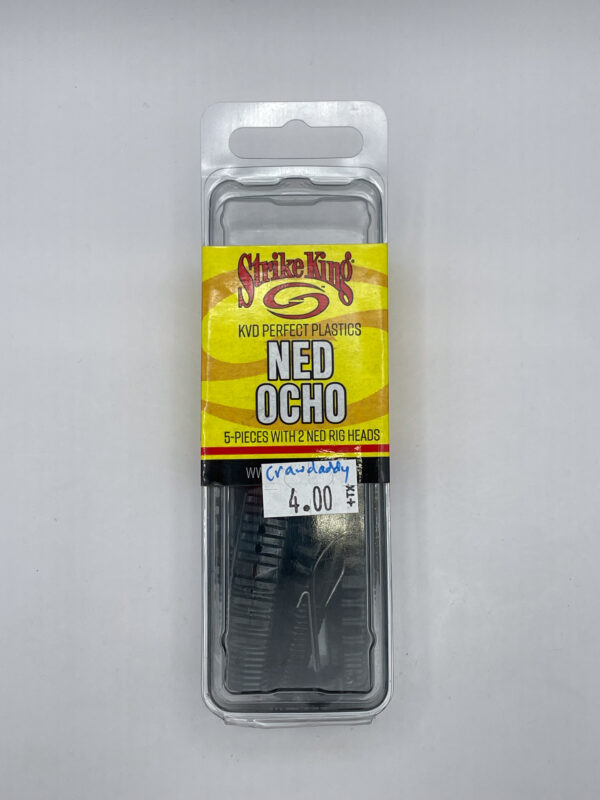 Strike King
KVD PERFECT PLASTICS
NED
OCHO
5-PIECES WITH 2 NED RIG HEADS
crawdaddy
4.00
+TX